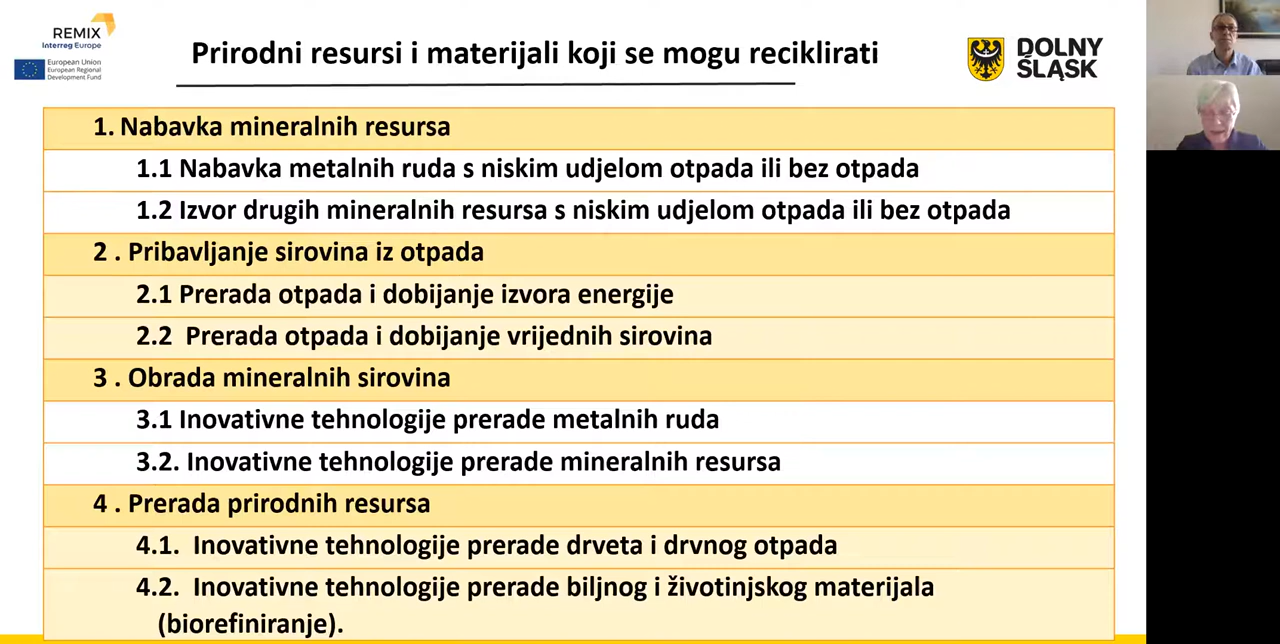 REMIX
Interreg Europe
European Union
European Regional
Development Fund
Prirodni resursi i materijali koji se mogu reciklirati
DOLNY
ŚLĄSK
1. Nabavka mineralnih resursa
1.1 Nabavka metalnih ruda s niskim udjelom otpada ili bez otpada
1.2 Izvor drugih mineralnih resursa s niskim udjelom otpada ili bez otpada
2 . Pribavljanje sirovina iz otpada
2.1 Prerada otpada i dobijanje izvora energije
2.2 Prerada otpada i dobijanje vrijednih sirovina
3 . Obrada mineralnih sirovina
3.1 Inovativne tehnologije prerade metalnih ruda
3.2. Inovativne tehnologije prerade mineralnih resursa
4 . Prerada prirodnih resursa
4.1. Inovativne tehnologije prerade drveta i drvnog otpada
4.2. Inovativne tehnologije prerade biljnog i životinjskog materijala
(biorefiniranje).